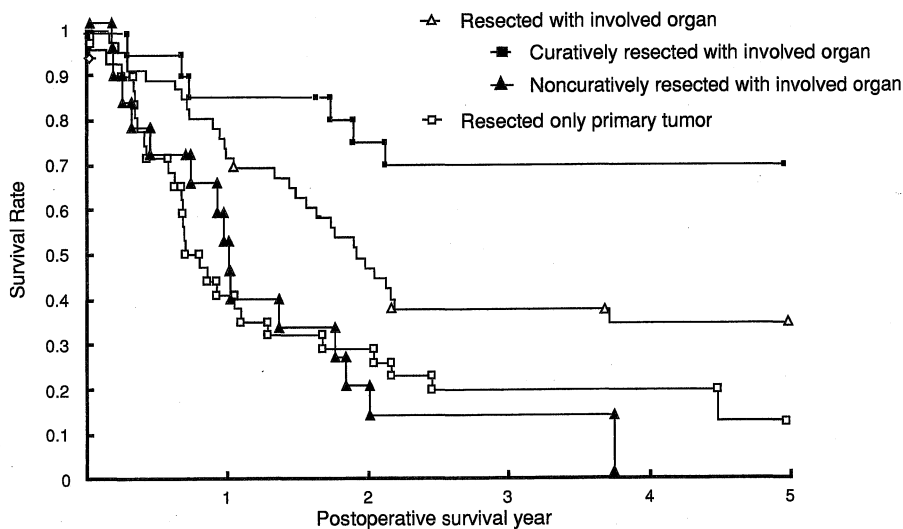 Resected with involved organ
Curatively resected with involved organ
Noncuratively resected with involved organ
Resected only primary tumor
Survival Rate
1
0.9
0.8
0.7
0.6
0.5
0.4
0.3
0.2
0.1
0
1 2 3 4 5
Postoperative survival year